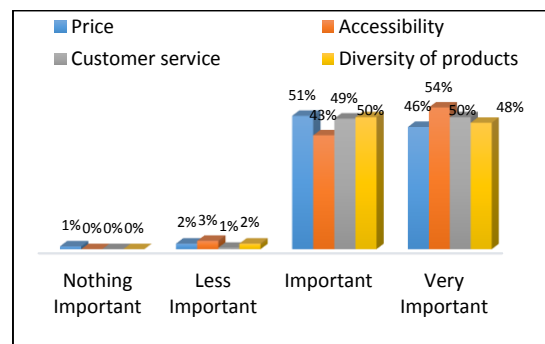 Price Accessibility
Customer service Diversity of products
1% 0% 0% 0%
2% 3% 1% 2%
51% 43% 49% 50%
46% 54% 50% 48%
Nothing Less Important Very
Important Important Important